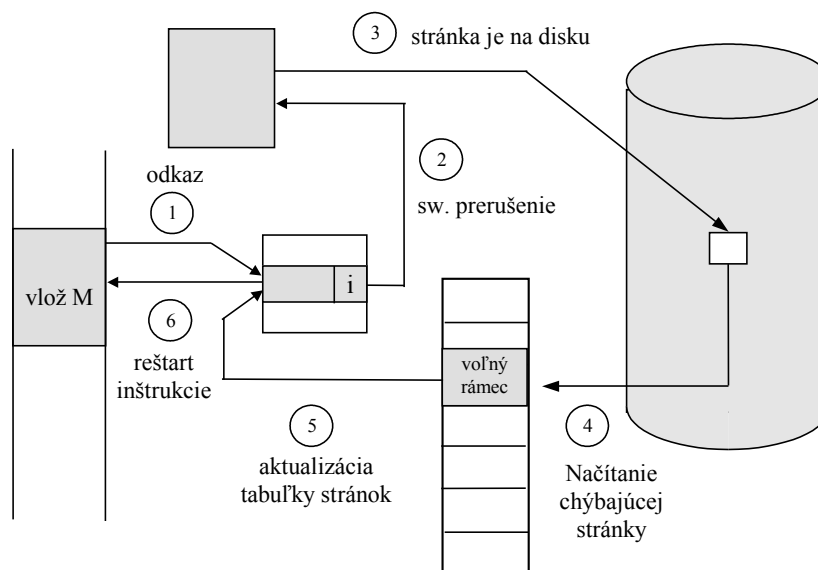 3
stránka je na disku
2
sw. prerušenie
odkaz
1
i
vlož M
6
reštart
inštrukcie
voľný
rámec
5
aktualizácia
tabuľky stránok
4
Načítanie
chýbajúcej
stránky